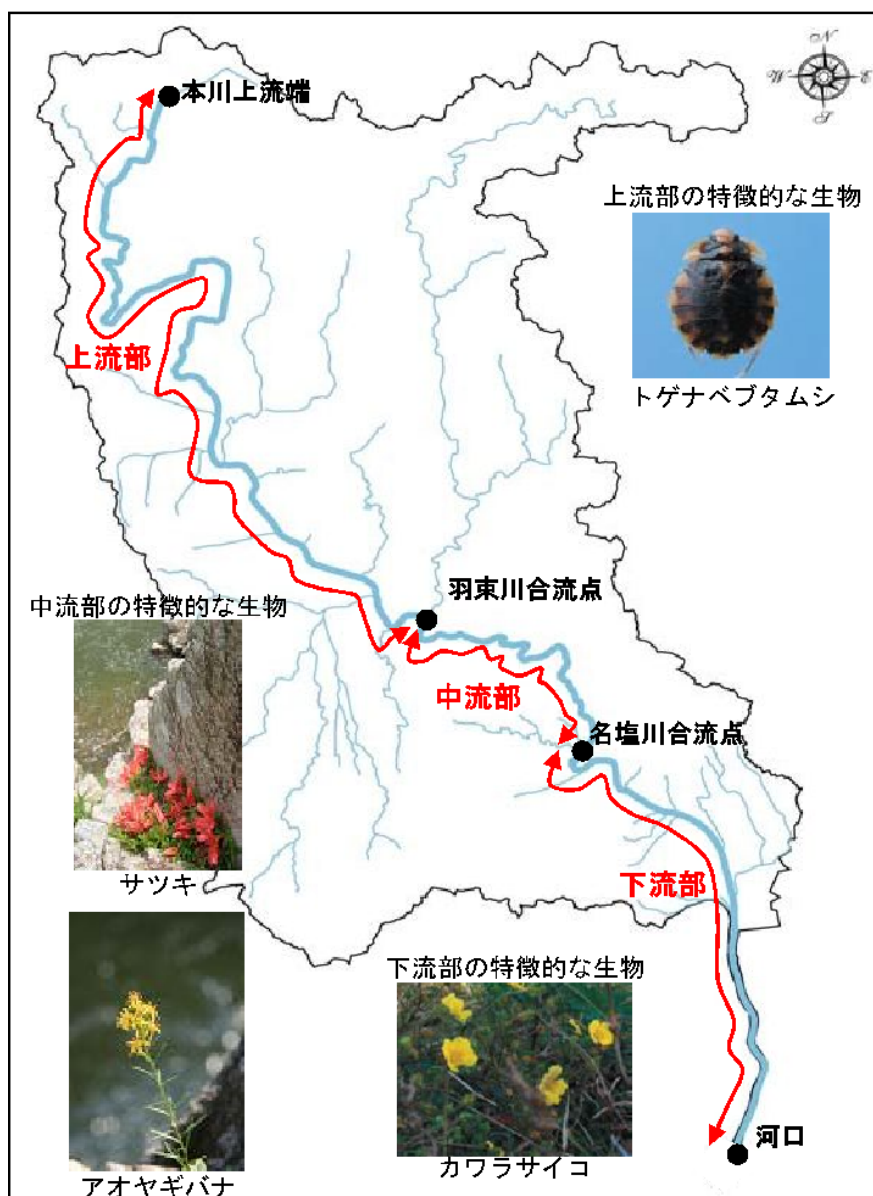 N
W
E
S
本川上流端
上流部の特徴的な生物
トゲナベブタムシ
上流部
羽束川合流点
中流部の特徴的な生物
中流部
名塩川合流点
サツキ
下流部
下流部の特徴的な生物
河口
カワラサイコ
アオヤギバナ